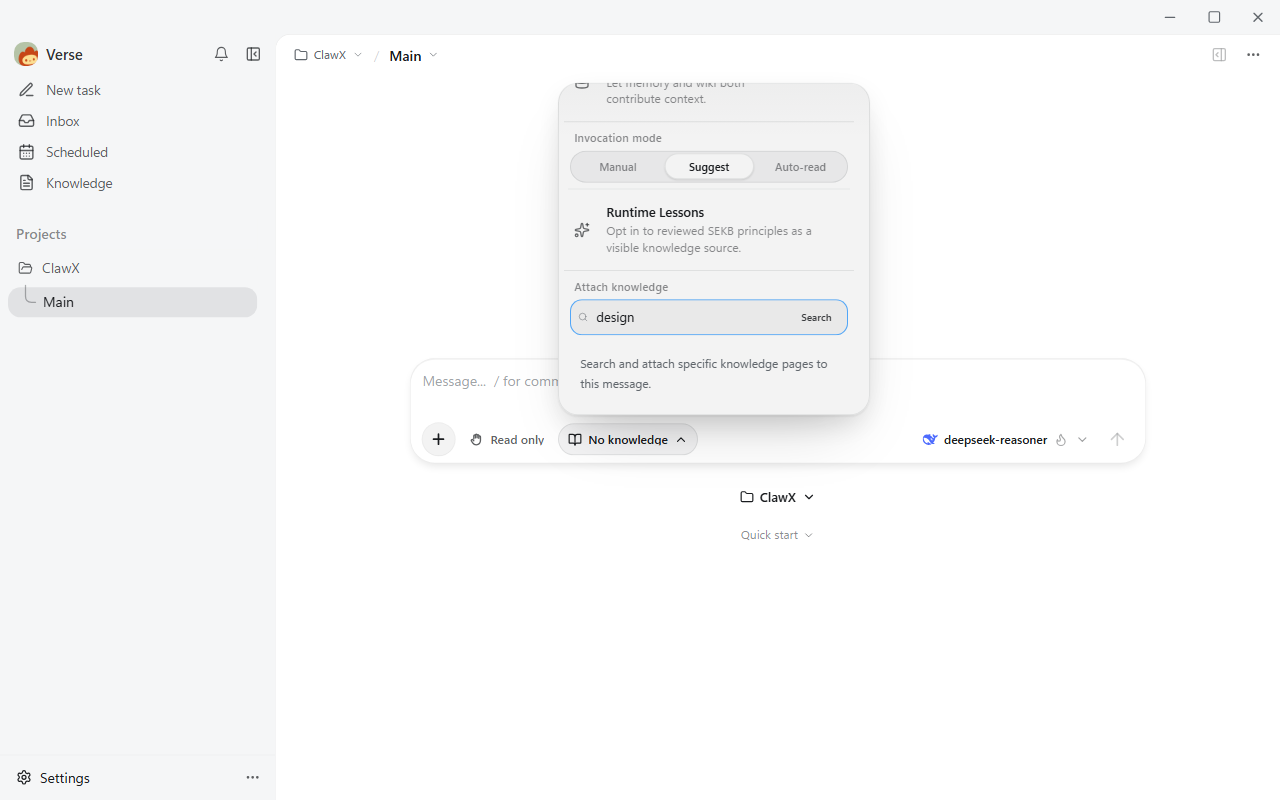 Verse
New task
Inbox
Scheduled
Knowledge
Projects
ClawX
Main
Settings
ClawX / Main
Let memory and wiki both
contribute context.
Invocation mode
Manual Suggest Auto-read
Runtime Lessons
Opt in to reviewed SEKB principles as a
visible knowledge source.
Attach knowledge
design Search
Search and attach specific knowledge pages to
this message.
Message... / for comm
Read only No knowledge deepseek-reasoner
ClawX
Quick start